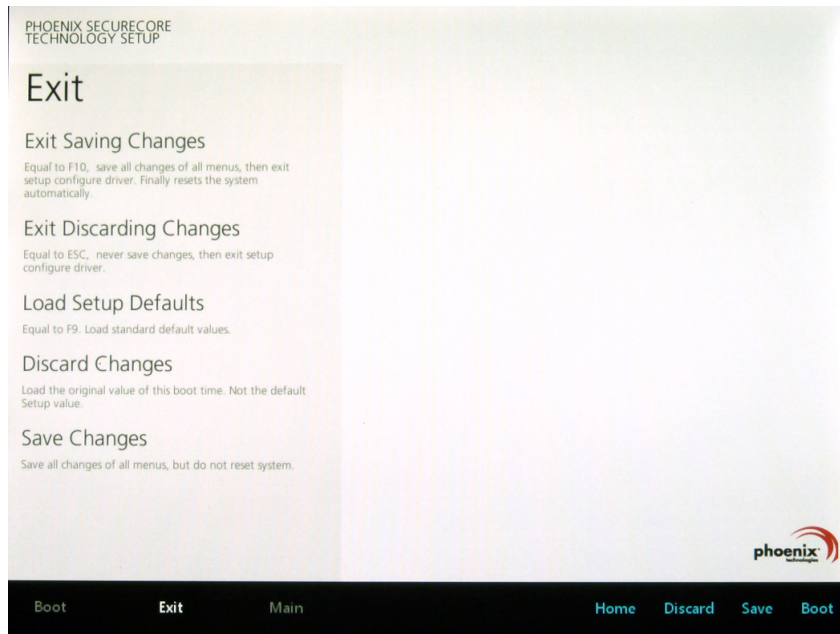 PHOENIX SECURECORE
TECHNOLOGY SETUP
Exit
Exit Saving Changes
Equal to F10, save all changes of all menus, then exit
setup configure driver. Finally resets the system
automatically.
Exit Discarding Changes
Equal to ESC, never save changes, then exit setup
configure driver.
Load Setup Defaults
Equal to F9. Load standard default values.
Discard Changes
Load the original value of this boot time. Not the default
Setup value.
Save Changes
Save all changes of all menus, but do not reset system.
phoenix
technologies
Boot Exit Main Home Discard Save Boot